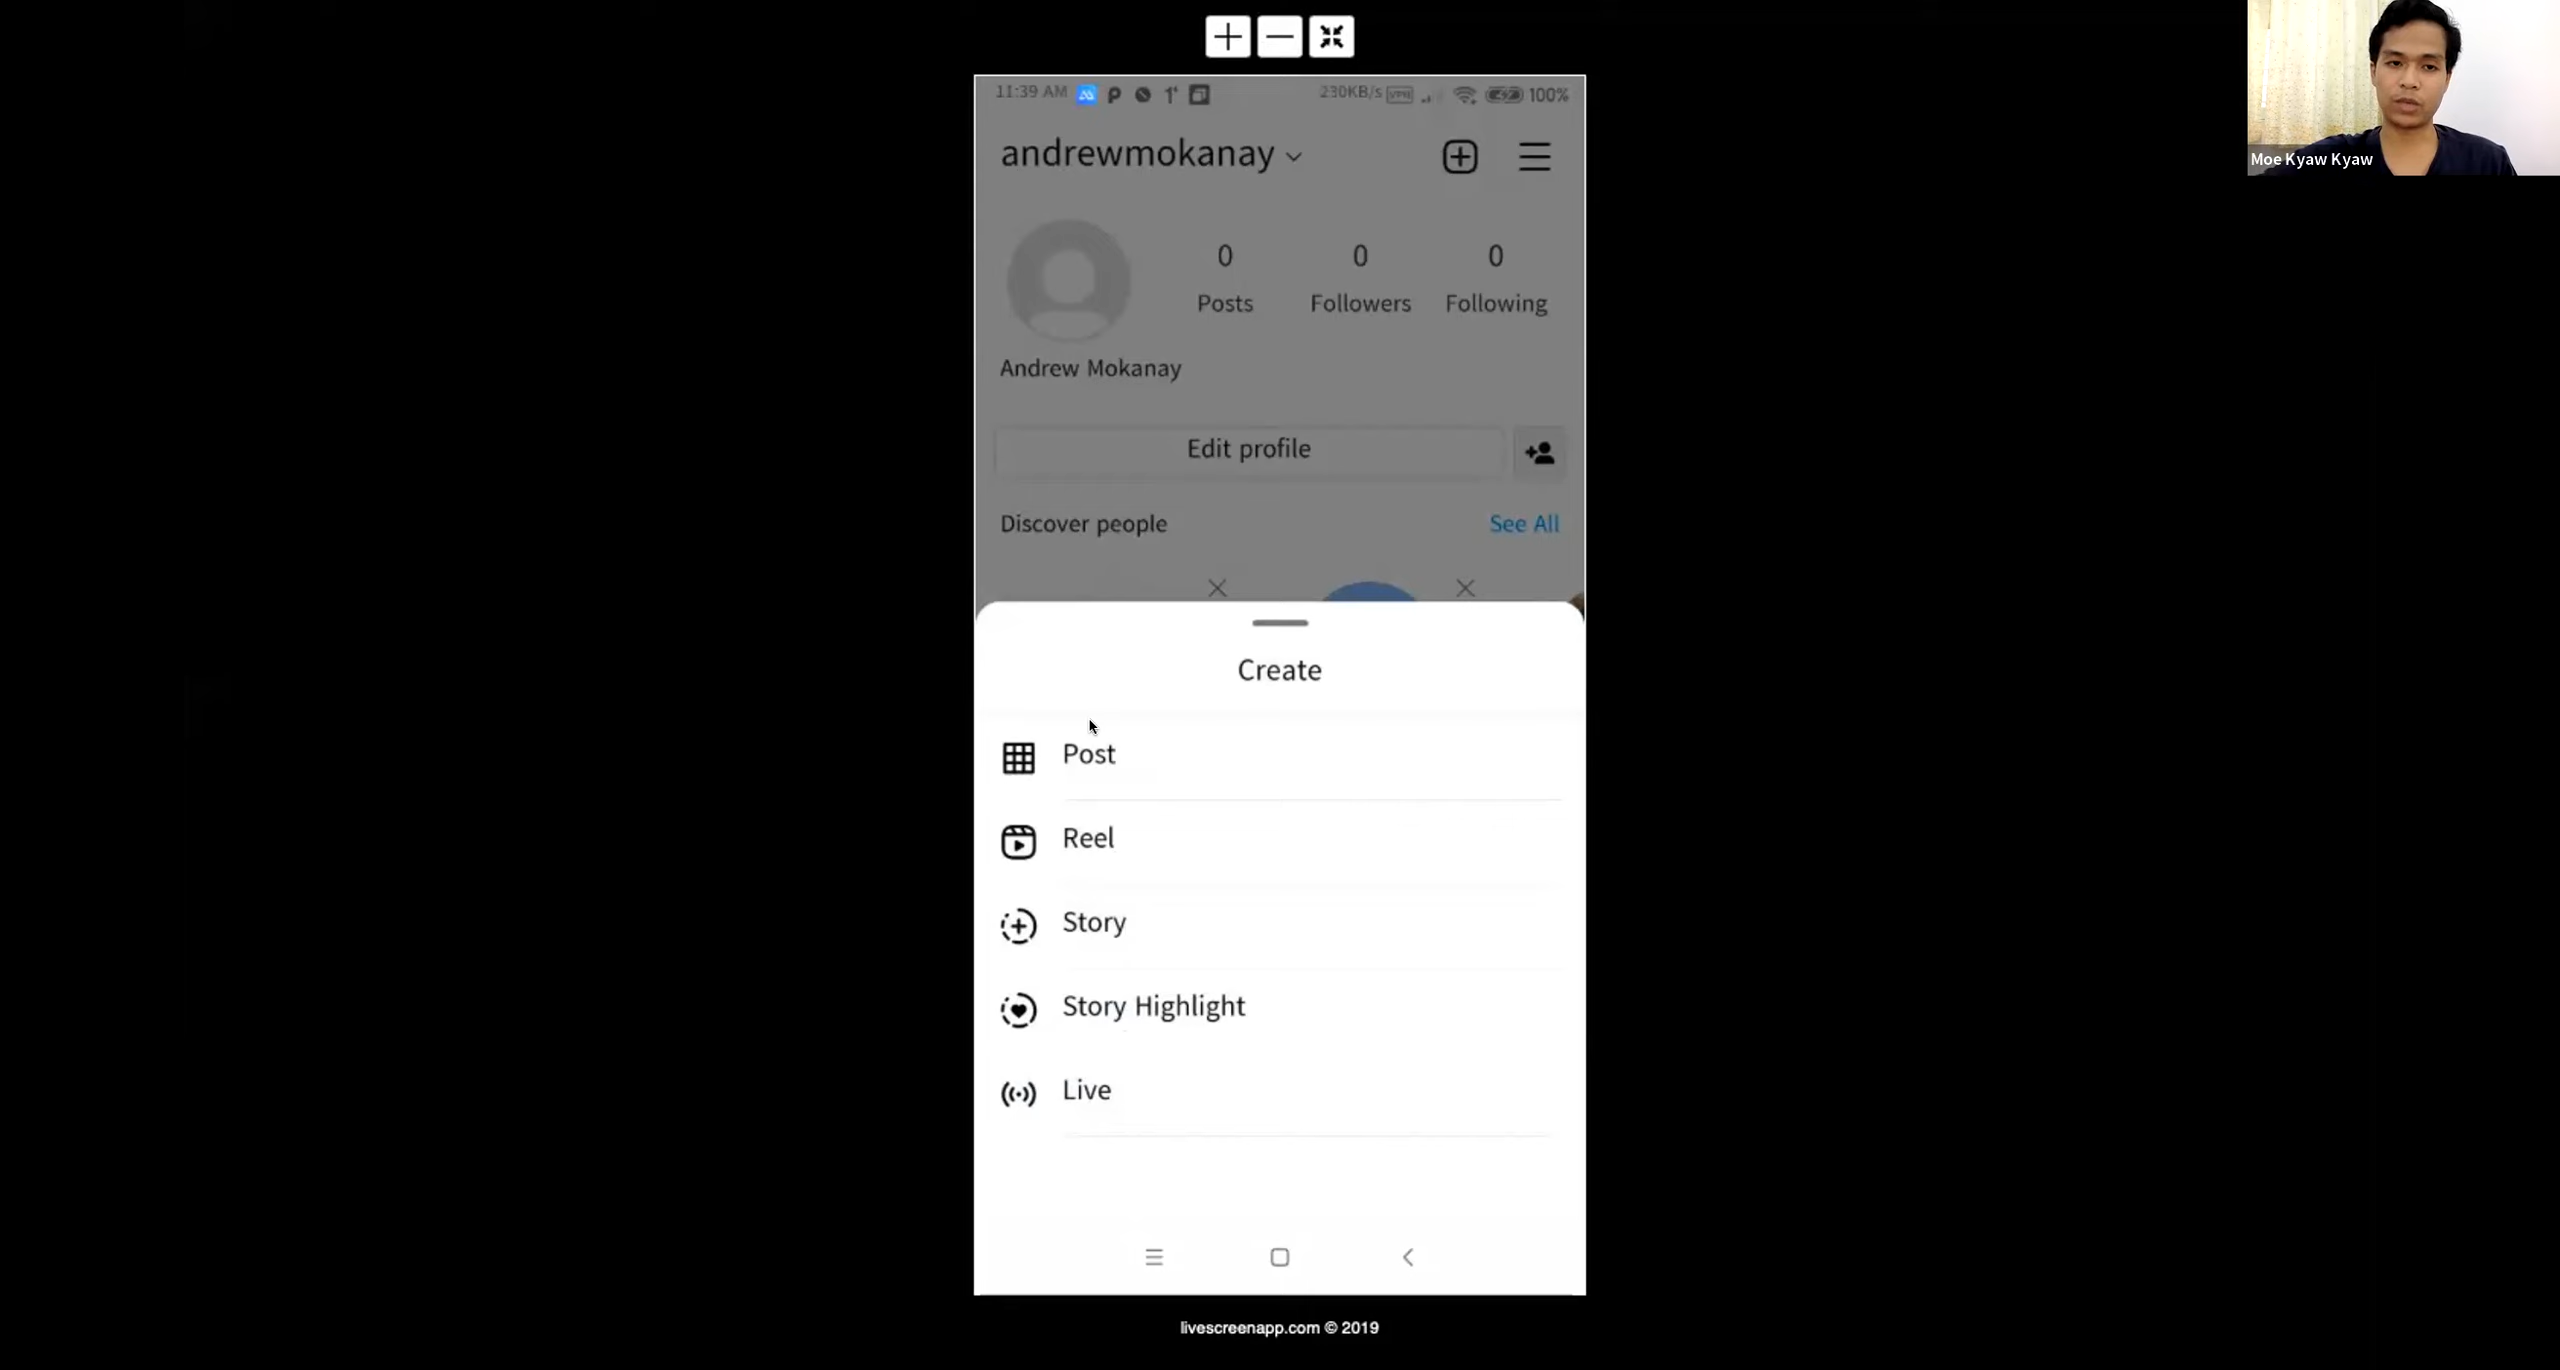 11:39 AM
230KB/s VPN 100%
Moe Kyaw Kyaw
andrewmokanay
0 0 0
Posts Followers Following
Andrew Mokanay
Edit profile
Discover people See All
Create
Post
Reel
Story
Story Highlight
Live
livescreenapp.com © 2019